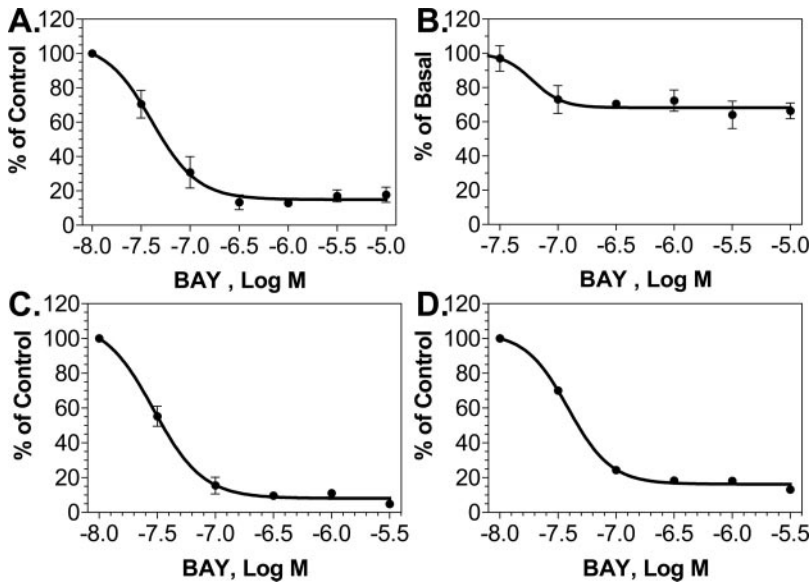 A.
120
100
80
60
40
20
0
% of Control
-8.0 -7.5 -7.0 -6.5 -6.0 -5.5 -5.0
BAY , Log M
B.
120
100
80
60
40
20
0
% of Basal
-7.5 -7.0 -6.5 -6.0 -5.5 -5.0
BAY , Log M
C.
120
100
80
60
40
20
0
% of Control
-8.0 -7.5 -7.0 -6.5 -6.0 -5.5
BAY, Log M
D.
120
100
80
60
40
20
0
% of Control
-8.0 -7.5 -7.0 -6.5 -6.0 -5.5
BAY, Log M